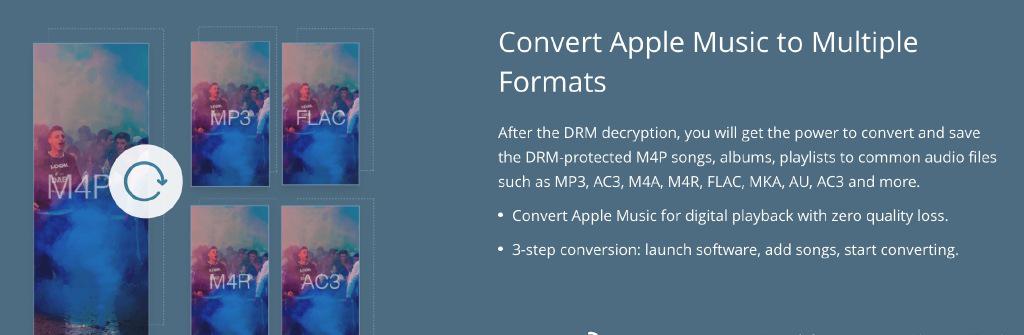 Convert Apple Music to Multiple
Formats
After the DRM decryption, you will get the power to convert and save
the DRM-protected M4P songs, albums, playlists to common audio files
such as MP3, AC3, M4A, M4R, FLAC, MKA, AU, AC3 and more.
• Convert Apple Music for digital playback with zero quality loss.
• 3-step conversion: launch software, add songs, start converting.
M4P
MP3
FLAC
M4R
AC3